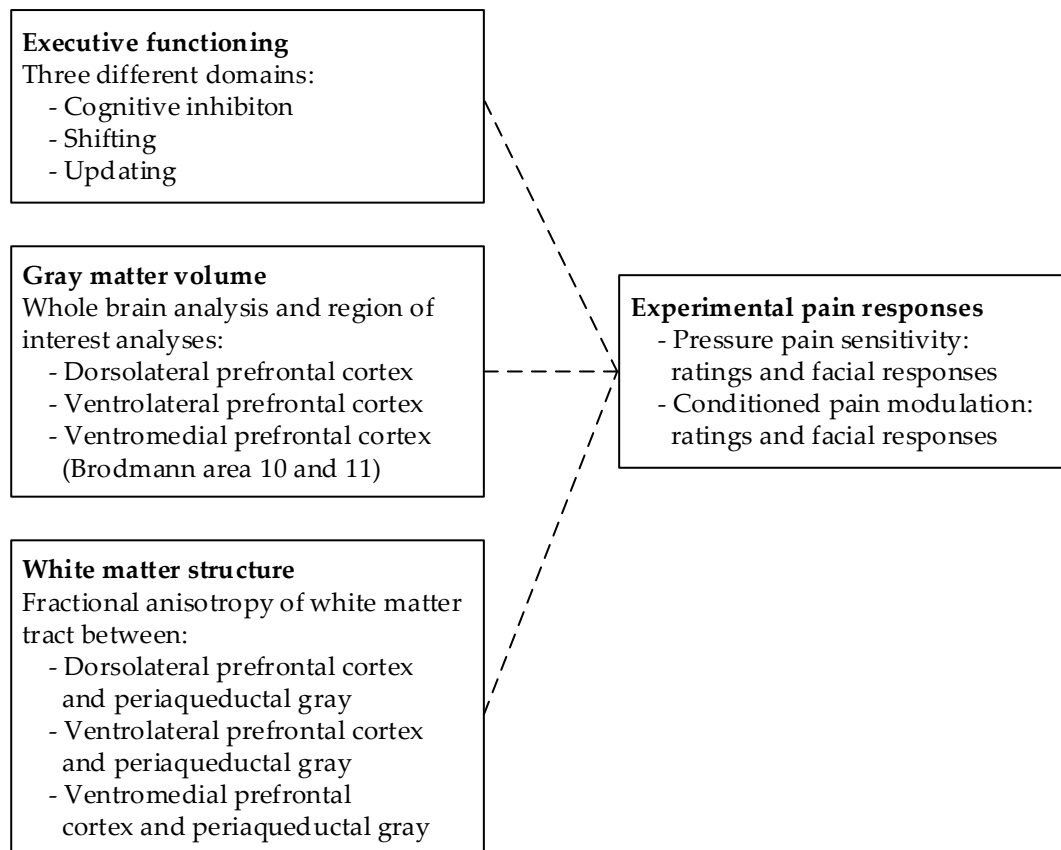 Executive functioning
Three different domains:
- Cognitive inhibiton
- Shifting
- Updating
Gray matter volume
Whole brain analysis and region of
interest analyses:
- Dorsolateral prefrontal cortex
- Ventrolateral prefrontal cortex
- Ventromedial prefrontal cortex
(Brodmann area 10 and 11)
White matter structure
Fractional anisotropy of white matter
tract between:
- Dorsolateral prefrontal cortex
and periaqueductal gray
- Ventrolateral prefrontal cortex
and periaqueductal gray
- Ventromedial prefrontal
cortex and periaqueductal gray
Experimental pain responses
- Pressure pain sensitivity:
ratings and facial responses
- Conditioned pain modulation:
ratings and facial responses